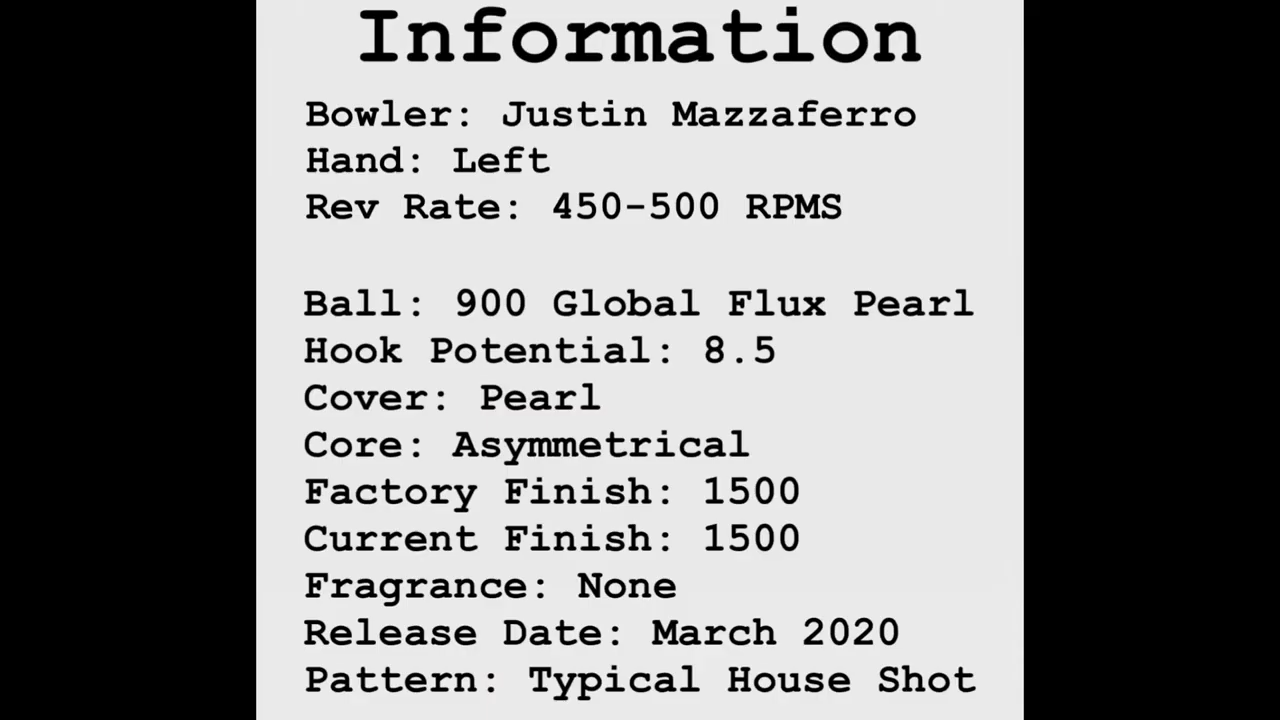 Information
Bowler: Justin Mazzaferro
Hand: Left
Rev Rate: 450-500 RPMS
Ball: 900 Global Flux Pearl
Hook Potential: 8.5
Cover: Pearl
Core: Asymmetrical
Factory Finish: 1500
Current Finish: 1500
Fragrance: None
Release Date: March 2020
Pattern: Typical House Shot